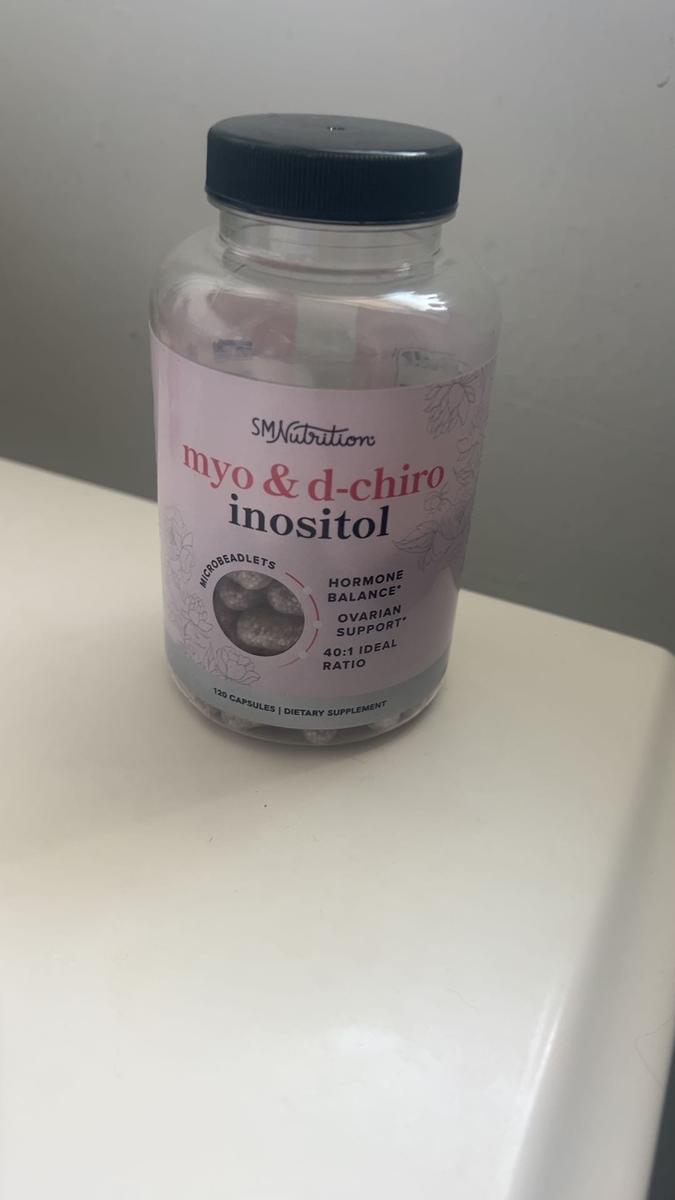 SMNutrition
myo & d-chiro
inositol
MICROBEADLETS
HORMONE
BALANCE*
OVARIAN
SUPPORT*
40:1 IDEAL
RATIO
120 CAPSULES | DIETARY SUPPLEMENT